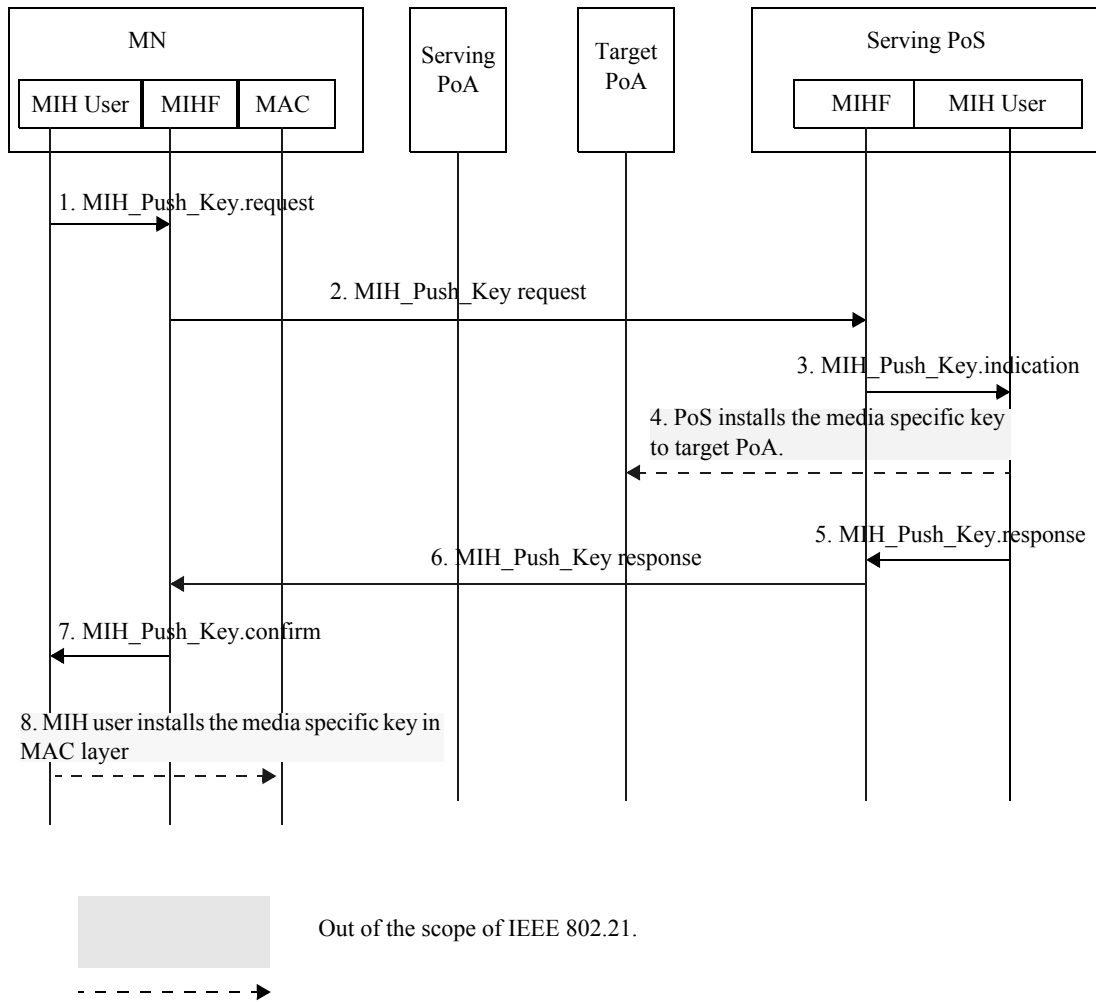 MN
Serving
PoA
Target
PoA
Serving PoS
MIH User
MIHF
MAC
MIHF
MIH User
1. MIH_Push_Key.request
2. MIH_Push_Key request
3. MIH_Push_Key.indication
4. PoS installs the media specific key
to target PoA.
5. MIH_Push_Key.response
6. MIH_Push_Key response
7. MIH_Push_Key.confirm
8. MIH user installs the media specific key in
MAC layer
Out of the scope of IEEE 802.21.